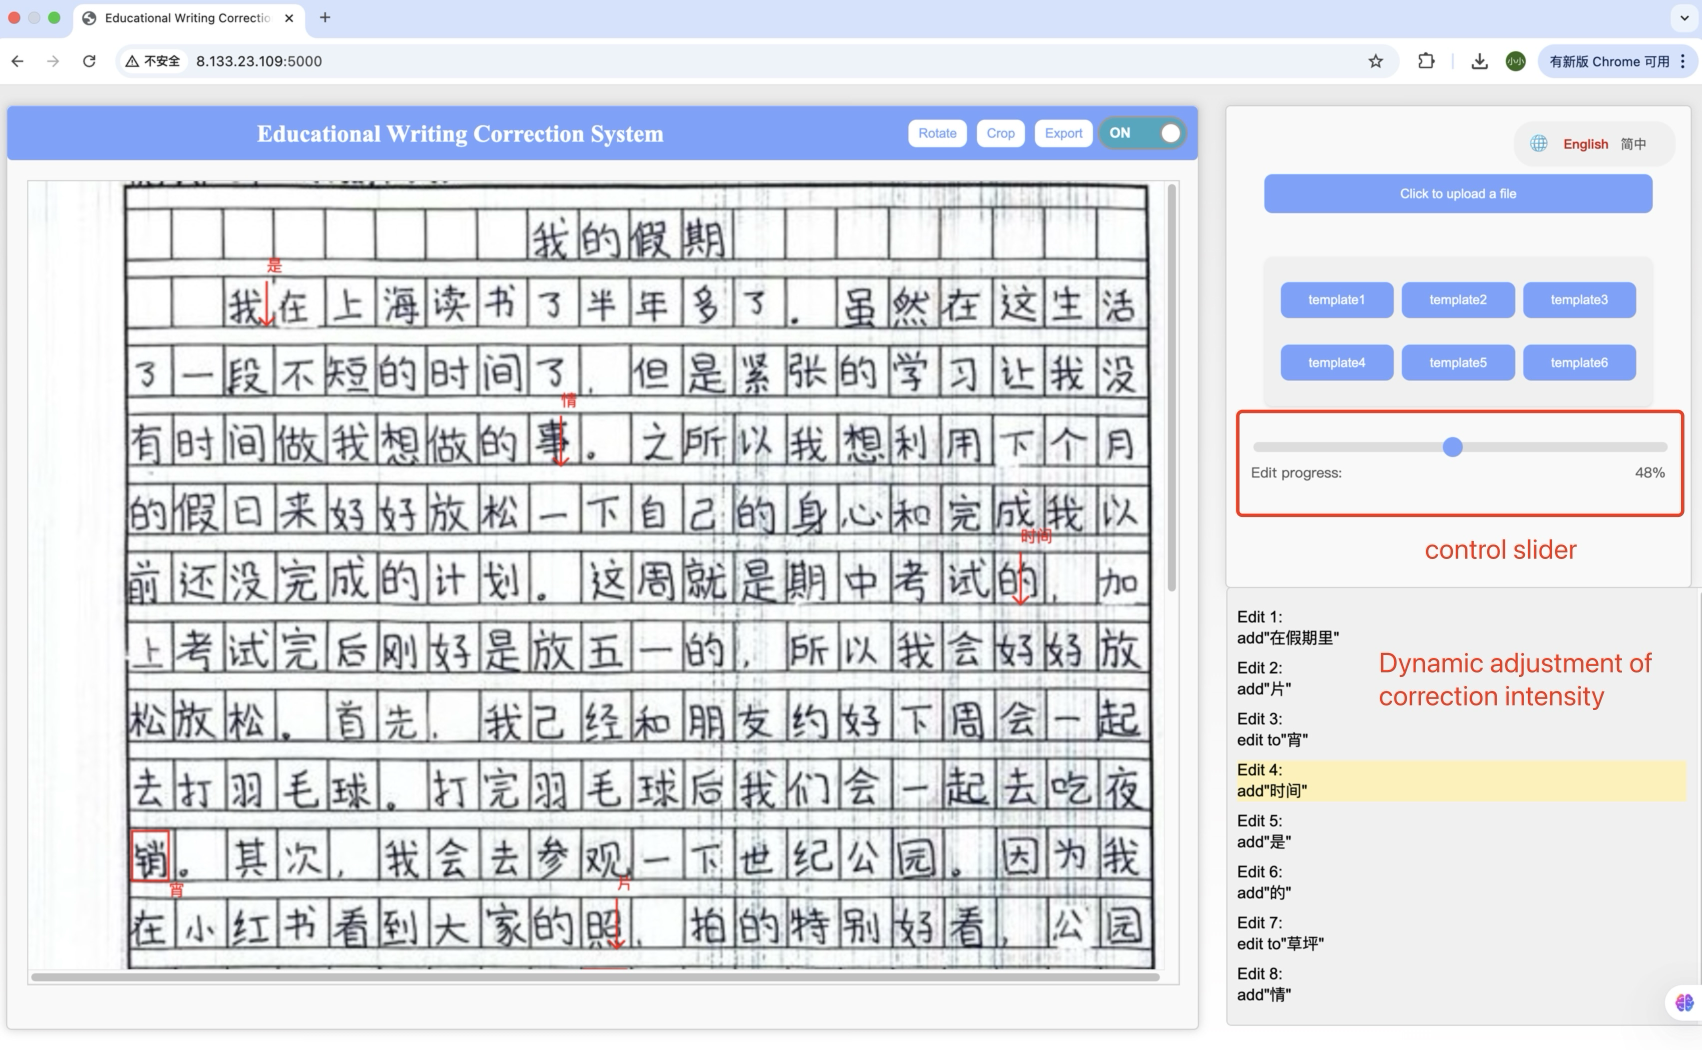 Educational Writing Correctio
不安全
8.133.23.109:5000
小小
有新版 Chrome 可用
Educational Writing Correction System
Rotate
Crop
Export
ON
我的假期
是
我在上海读书了半年多了.虽然在这生活
了一段不短的时间了,但是紧张的学习让我没
情
有时间做我想做的事。之所以我想利用下个月
的假日来好好放松一下自己的身心和完成我以
时间
前还没完成的计划。这周就是期中考试的,加
上考试完后刚好是放五一的,所以我会好好放
松放松。首先,我己经和朋友约好下周会一起
去打羽毛球。打完羽毛球后我们会一起去吃夜
销。其次,我会去参观一下世纪公园。因为我
宵
片
在小红书看到大家的照,拍的特别好看,公园
English 简中
Click to upload a file
template1
template2
template3
template4
template5
template6
Edit progress:
48%
control slider
Dynamic adjustment of
correction intensity
Edit 1:
add"在假期里"
Edit 2:
add"片"
Edit 3:
edit to"宵"
Edit 4:
add"时间"
Edit 5:
add"是"
Edit 6:
add"的"
Edit 7:
edit to"草坪"
Edit 8:
add"情"